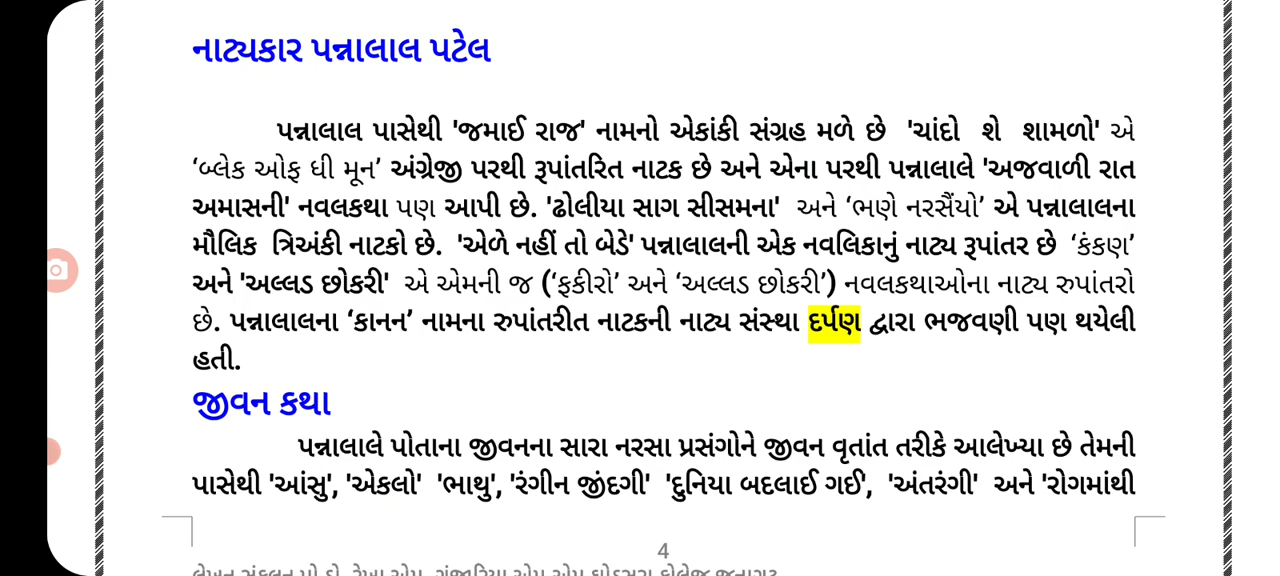 નાટ્યકાર પન્નાલાલ પટેલ
પન્નાલાલ પાસેથી 'જમાઈ રાજ' નામનો એકાંકી સંગ્રહ મળે છે 'ચાંદો શે શામળો' એ
‘બ્લેક ઓફ ધી મૂન’ અંગ્રેજી પરથી રૂપાંતરિત નાટક છે અને એના પરથી પન્નાલાલે 'અજવાળી રાત
અમાસની' નવલકથા પણ આપી છે. 'ઢોલીયા સાગ સીસમના' અને ‘ભણે નરસૈંયો’ એ પન્નાલાલના
મૌલિક ત્રિઅંકી નાટકો છે. 'એળે નહીં તો બેડે' પન્નાલાલની એક નવલિકાનું નાટ્ય રૂપાંતર છે ‘કંકણ’
અને 'અલ્લડ છોકરી' એ એમની જ (‘ફકીરો’ અને ‘અલ્લડ છોકરી’) નવલકથાઓના નાટ્ય રુપાંતરો
છે. પન્નાલાલના ‘કાનન’ નામના રુપાંતરીત નાટકની નાટ્ય સંસ્થા દર્પણ દ્વારા ભજવણી પણ થયેલી
હતી.
જીવન કથા
પન્નાલાલે પોતાના જીવનના સારા નરસા પ્રસંગોને જીવન વૃતાંત તરીકે આલેખ્યા છે તેમની
પાસેથી 'આંસુ', 'એકલો' 'ભાથુ', 'રંગીન જીંદગી' 'દુનિયા બદલાઈ ગઈ', 'અંતરંગી' અને 'રોગમાંથી
4